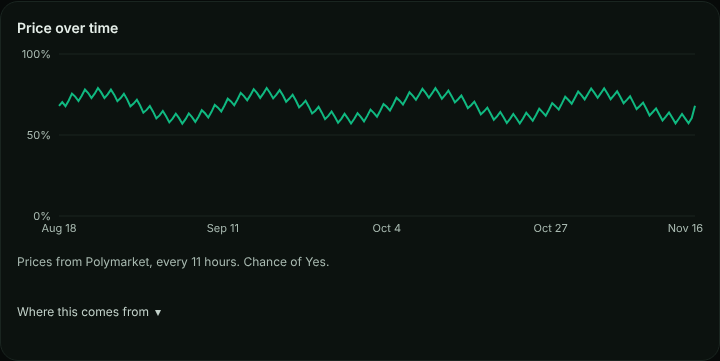 Price over time
100%
50%
0%
Aug 18 Sep 11 Oct 4 Oct 27 Nov 16
Prices from Polymarket, every 11 hours. Chance of Yes.
Where this comes from ▾